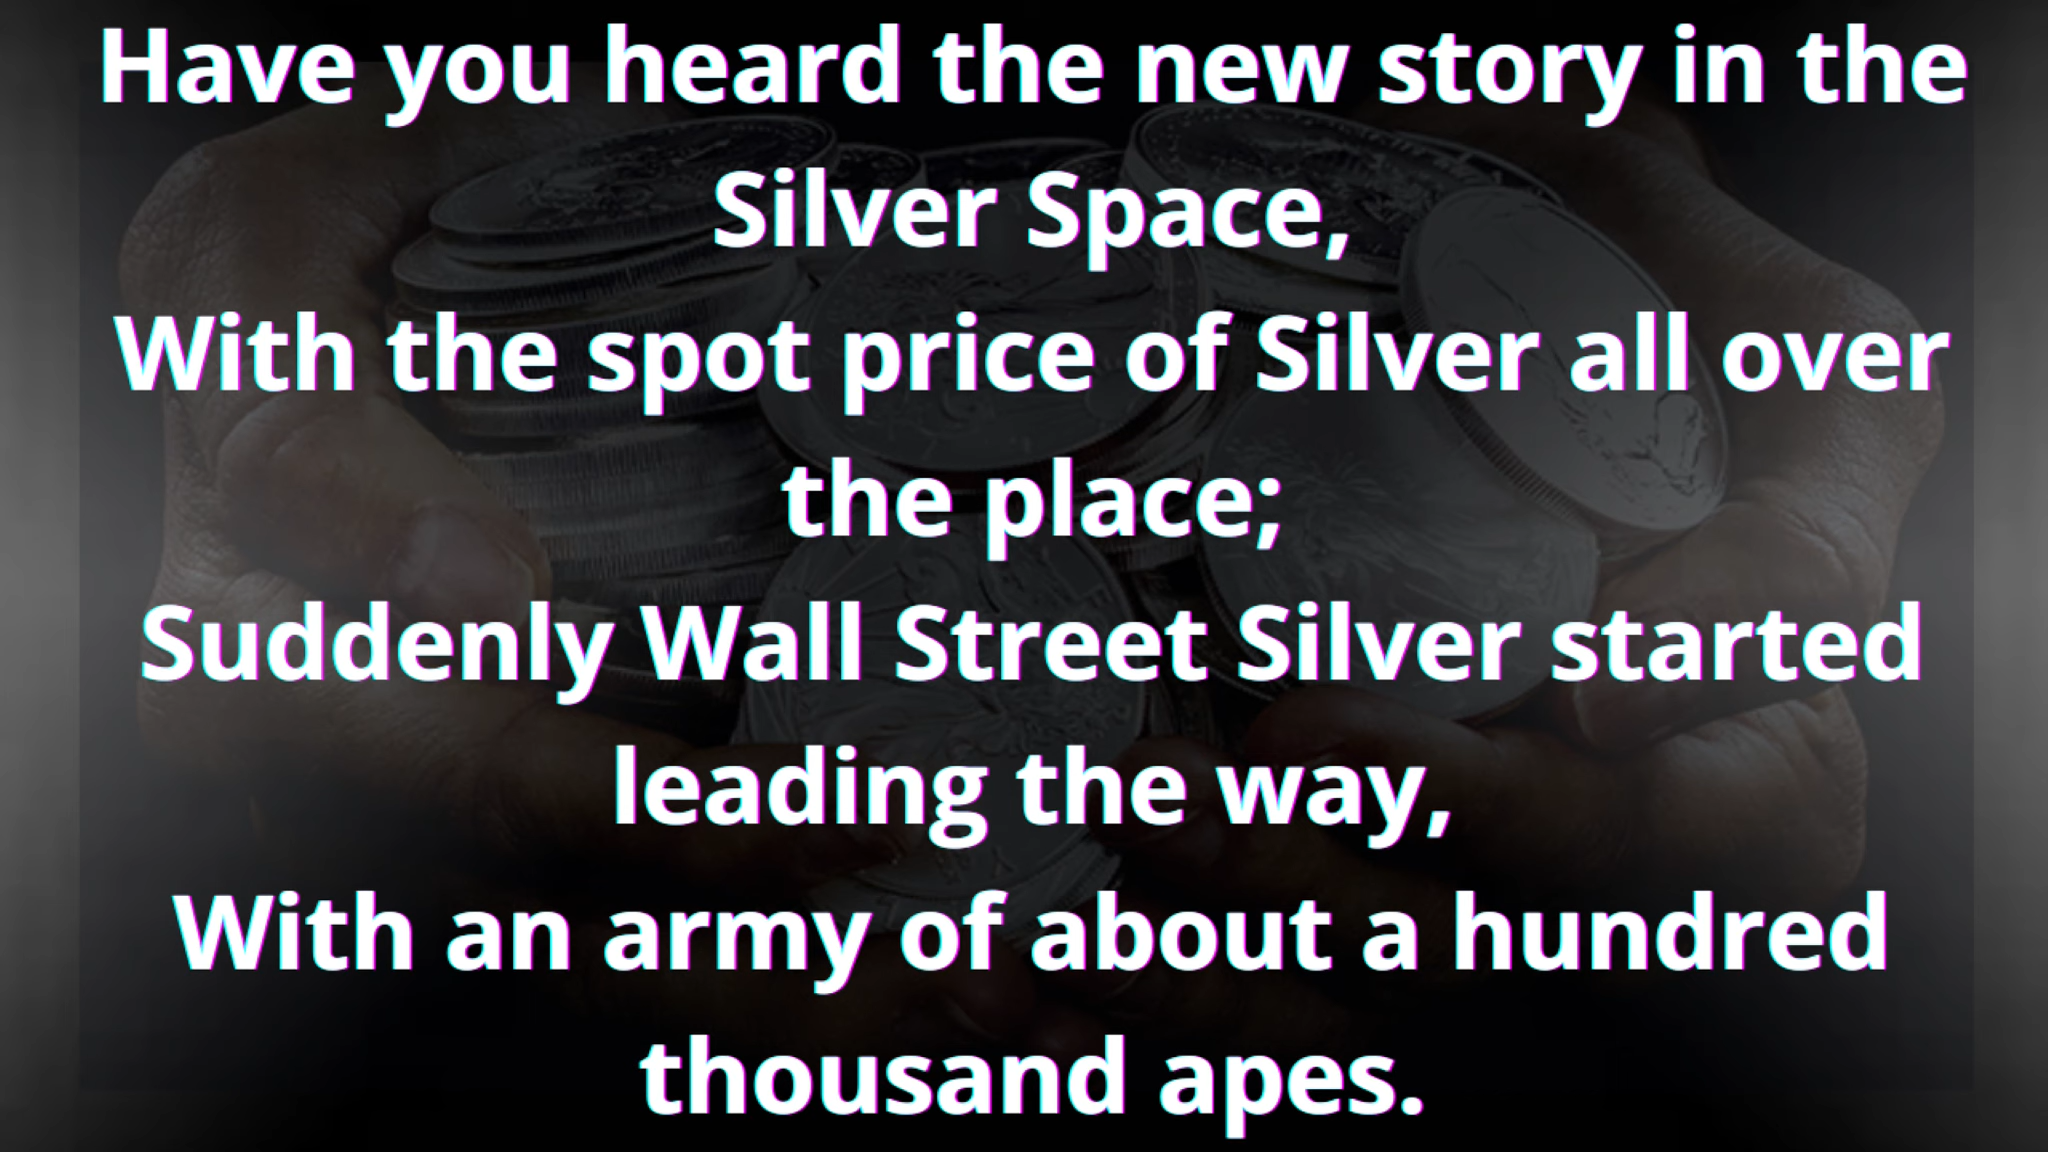 Have you heard the new story in the
Silver Space,
With the spot price of Silver all over
the place;
Suddenly Wall Street Silver started
leading the way,
With an army of about a hundred
thousand apes.